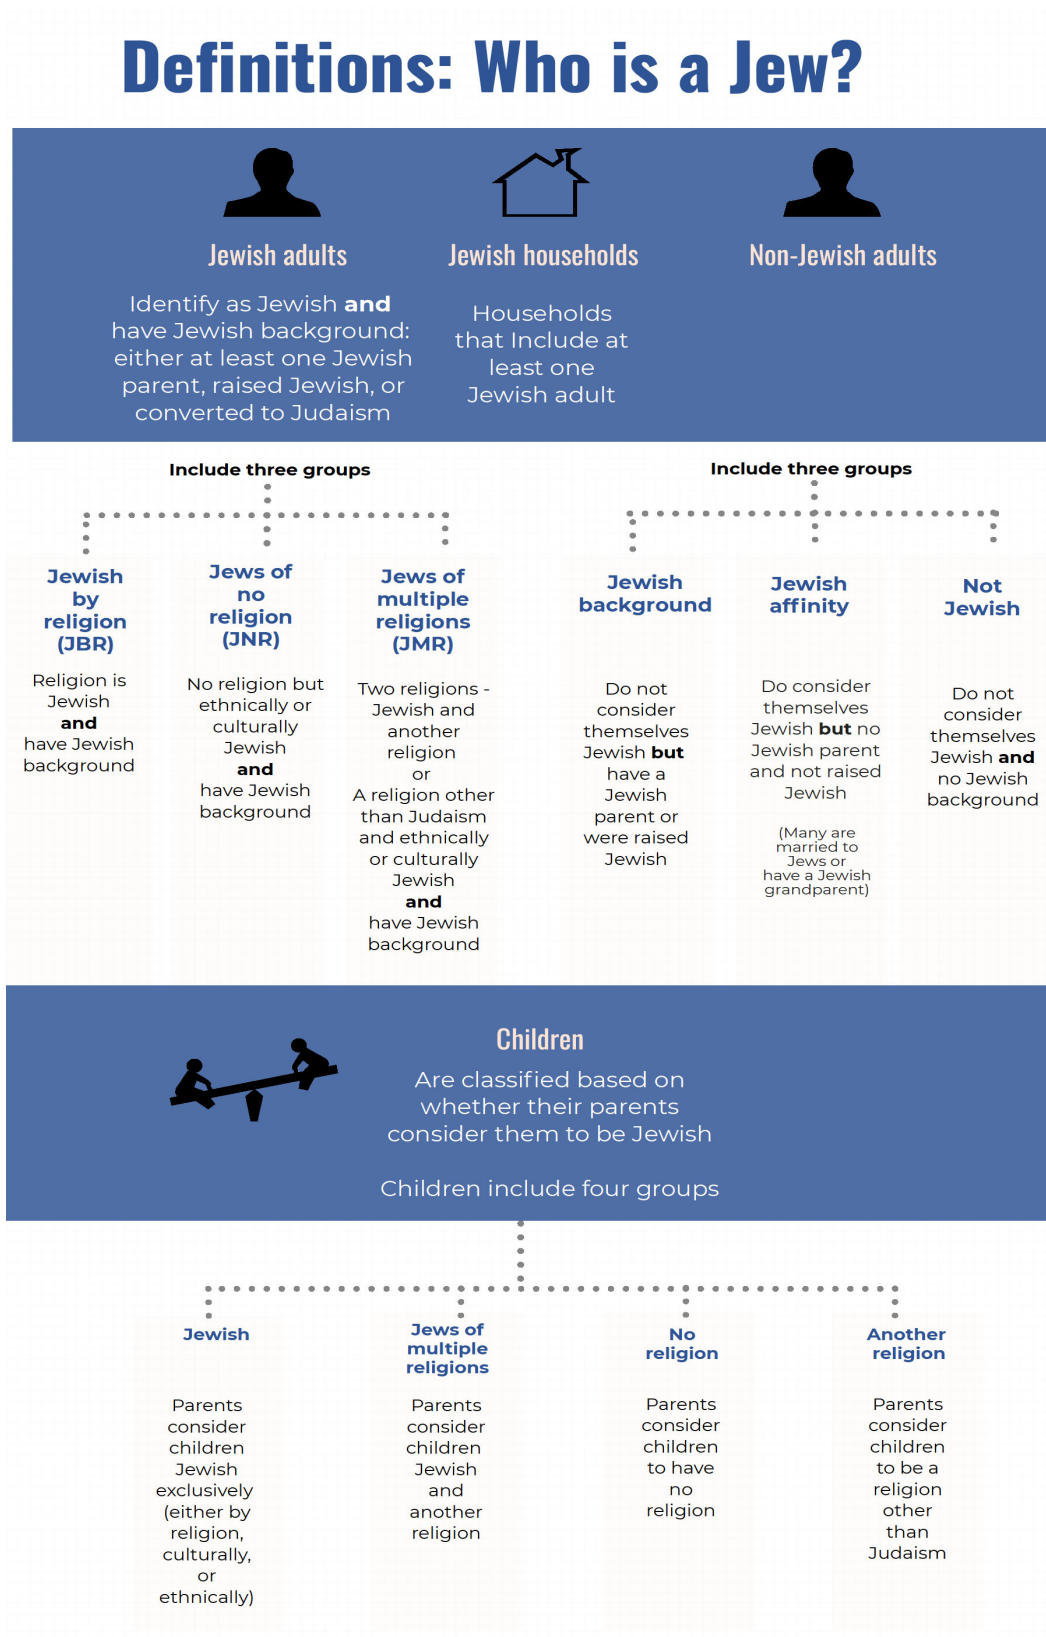 Definitions: Who is a Jew?
Jewish adults
Identify as Jewish and
have Jewish background:
either at least one Jewish
parent, raised Jewish, or
converted to Judaism
Jewish households
Households
that Include at
least one
Jewish adult
Non-Jewish adults
Include three groups
Jewish
by
religion
(JBR)
Religion is
Jewish
and
have Jewish
background
Jews of
no
religion
(JNR)
No religion but
ethnically or
culturally
Jewish
and
have Jewish
background
Jews of
multiple
religions
(JMR)
Two religions -
Jewish and
another
religion
or
A religion other
than Judaism
and ethnically
or culturally
Jewish
and
have Jewish
background
Include three groups
Jewish
background
Do not
consider
themselves
Jewish but
have a
Jewish
parent or
were raised
Jewish
Jewish
affinity
Do consider
themselves
Jewish but no
Jewish parent
and not raised
Jewish
(Many are
married to
Jews or
have a Jewish
grandparent)
Not
Jewish
Do not
consider
themselves
Jewish and
no Jewish
background
Children
Are classified based on
whether their parents
consider them to be Jewish
Children include four groups
Jewish
Parents
consider
children
Jewish
exclusively
(either by
religion,
culturally,
or
ethnically)
Jews of
multiple
religions
Parents
consider
children
Jewish
and
another
religion
No
religion
Parents
consider
children
to have
no
religion
Another
religion
Parents
consider
children
to be a
religion
other
than
Judaism